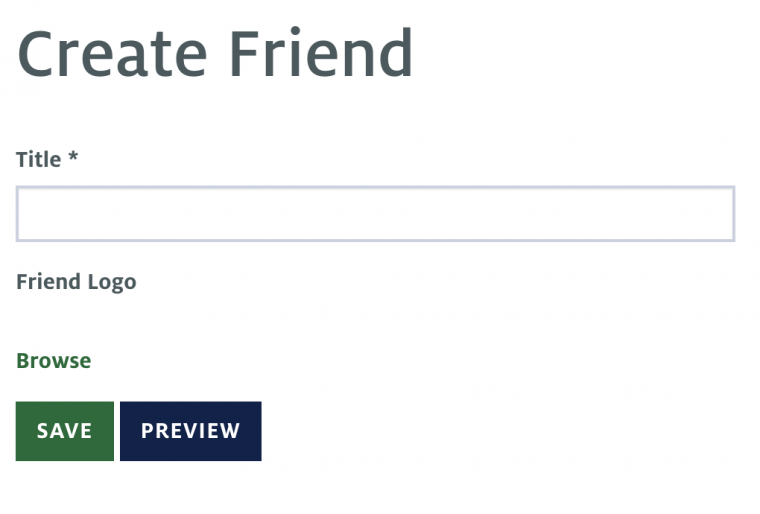 Create Friend
Title *
Friend Logo
Browse
SAVE PREVIEW